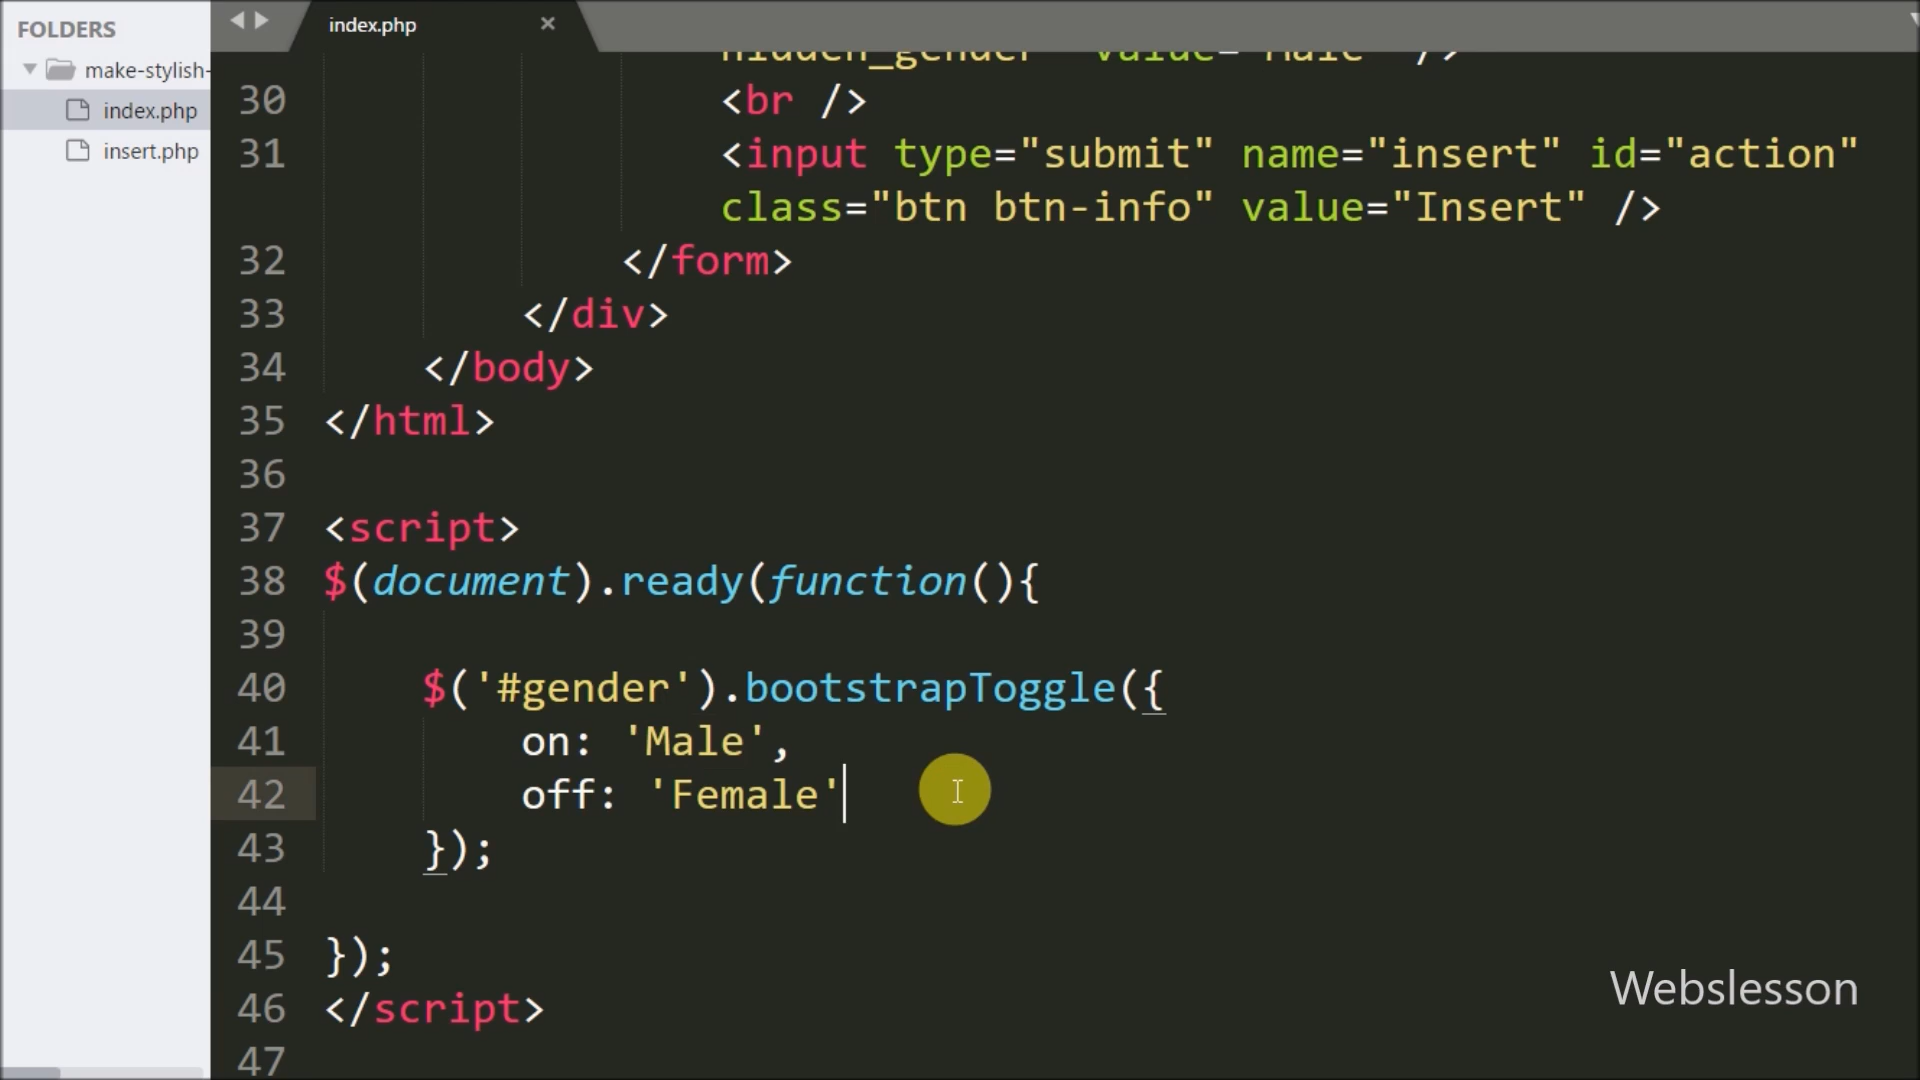 FOLDERS
make-stylish-
index.php
insert.php
index.php
hidden_gender" value="Male" />
30 <br />
31 <input type="submit" name="insert" id="action"
class="btn btn-info" value="Insert" />
32 </form>
33 </div>
34 </body>
35 </html>
36
37 <script>
38 $(document).ready(function(){
39
40 $('#gender').bootstrapToggle({
41 on: 'Male',
42 off: 'Female'
43 });
44
45 });
46 </script>
47
Webslesson